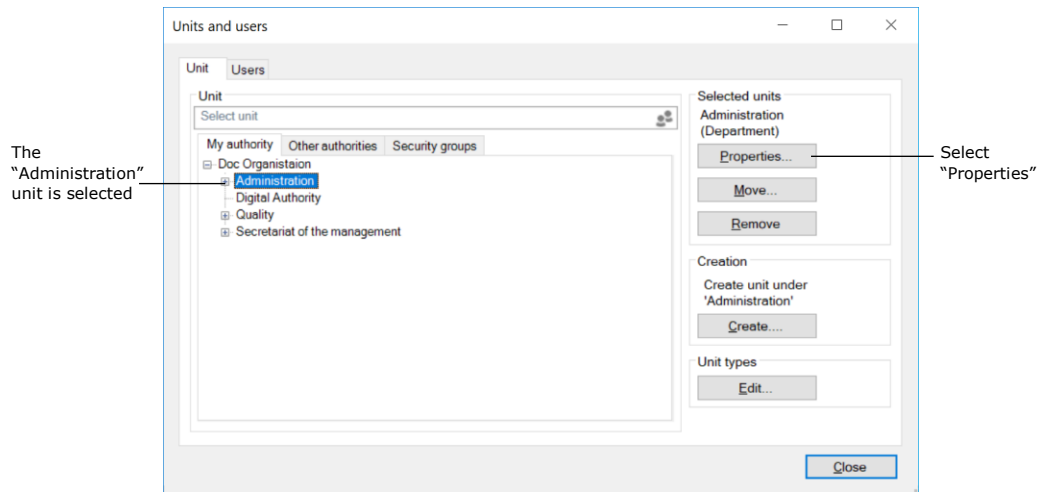 Units and users
Unit
Users
Unit
Select unit
My authority
Other authorities
Security groups
Doc Organistaion
Administration
Digital Authority
Quality
Secretariat of the management
Selected units
Administration
(Department)
Properties...
Move...
Remove
Creation
Create unit under
'Administration'
Create....
Unit types
Edit...
Close
The
“Administration”
unit is selected
Select
“Properties”